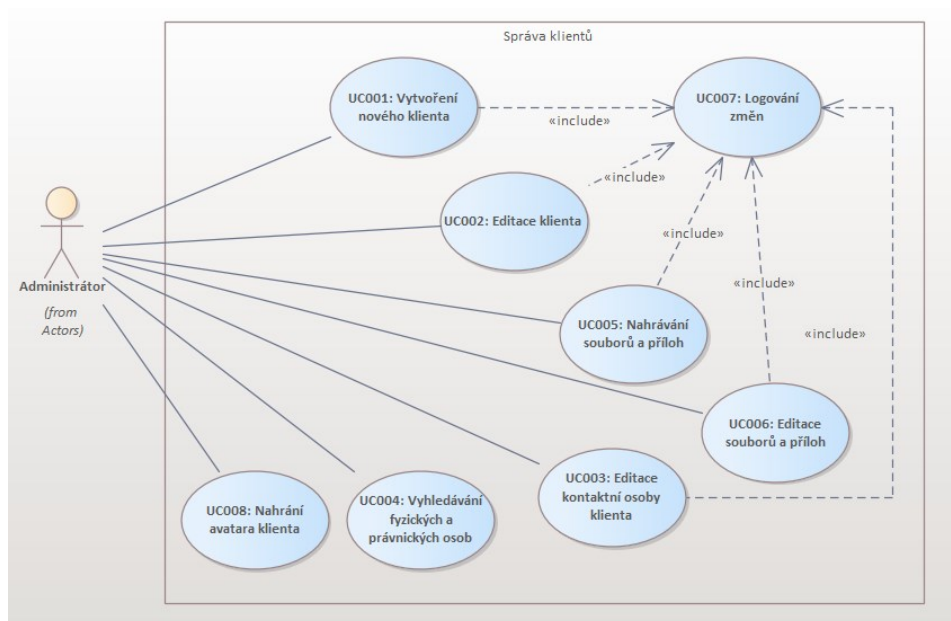 Správa klientů
UC001: Vytvoření
nového klienta
UC007: Logování
změn
«include»
«include»
UC002: Editace klienta
«include»
Administrátor
(from
Actors)
«include»
UC005: Nahrávání
souborů a příloh
«include»
UC006: Editace
souborů a příloh
UC003: Editace
kontaktní osoby
klienta
UC004: Vyhledávání
fyzických a
právnických osob
UC008: Nahrání
avatara klienta